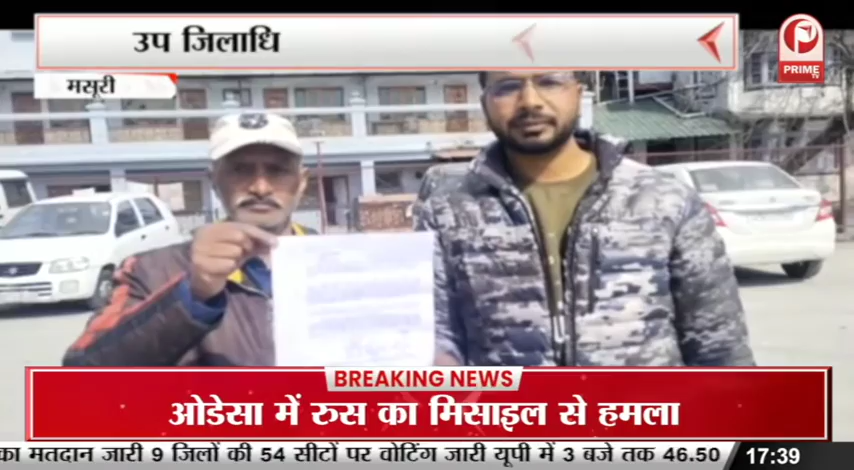 उप जिलाधि
P
PRIME
TV
मसूरी
BREAKING NEWS
ओडेसा में रुस का मिसाइल से हमला
का मतदान जारी 9 जिलों की 54 सीटों पर वोटिंग जारी यूपी में 3 बजे तक 46.50
17:39